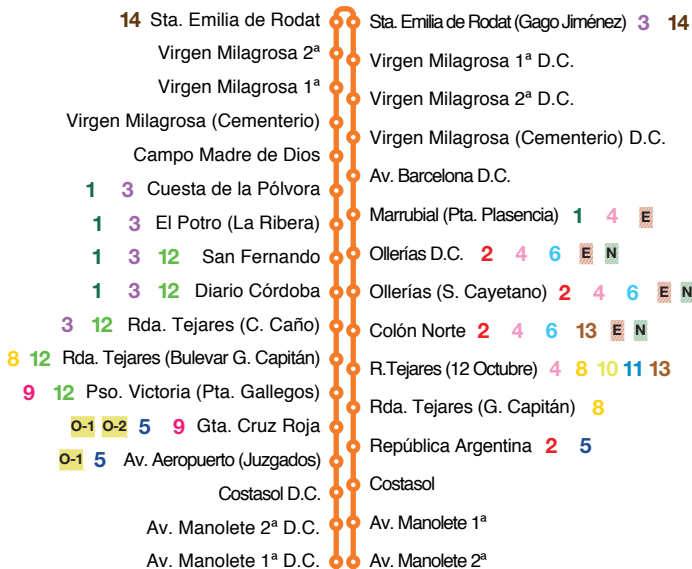 14 Sta. Emilia de Rodat
Virgen Milagrosa 2ª
Virgen Milagrosa 1ª
Virgen Milagrosa (Cementerio)
Campo Madre de Dios
1 3 Cuesta de la Pólvora
1 3 El Potro (La Ribera)
1 3 12 San Fernando
1 3 12 Diario Córdoba
3 12 Rda. Tejares (C. Caño)
8 12 Rda. Tejares (Bulevar G. Capitán)
9 12 Pso. Victoria (Pta. Gallegos)
O-1 O-2 5 9 Gta. Cruz Roja
O-1 5 Av. Aeropuerto (Juzgados)
Costasol D.C.
Av. Manolete 2ª D.C.
Av. Manolete 1ª D.C.
Sta. Emilia de Rodat (Gago Jiménez) 3 14
Virgen Milagrosa 1ª D.C.
Virgen Milagrosa 2ª D.C.
Virgen Milagrosa (Cementerio) D.C.
Av. Barcelona D.C.
Marrubial (Pta. Plasencia) 1 4 E
Ollerías D.C. 2 4 6 E N
Ollerías (S. Cayetano) 2 4 6 E N
Colón Norte 2 4 6 13 E N
R.Tejares (12 Octubre) 4 8 10 11 13
Rda. Tejares (G. Capitán) 8
República Argentina 2 5
Costasol
Av. Manolete 1ª
Av. Manolete 2ª